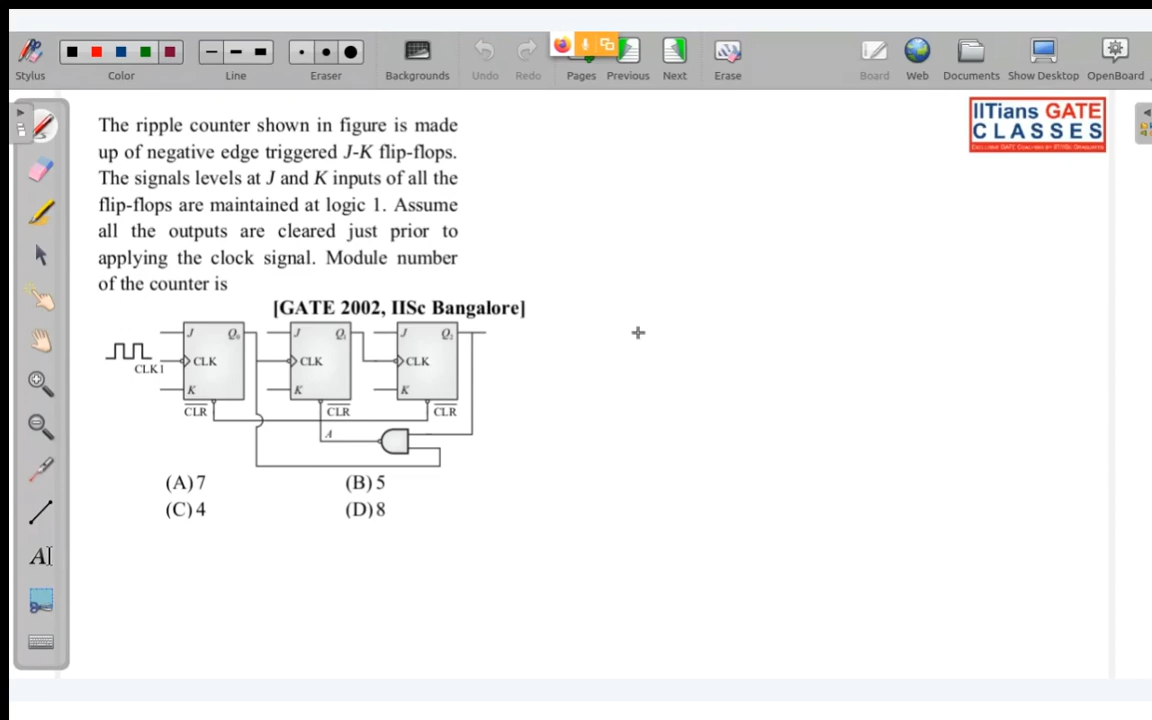 Stylus Color Line Eraser Backgrounds Undo Redo Pages Previous Next Erase Board Web Documents Show Desktop OpenBoard
IITians GATE
CLASSES
The ripple counter shown in figure is made
up of negative edge triggered J-K flip-flops.
The signals levels at J and K inputs of all the
flip-flops are maintained at logic 1. Assume
all the outputs are cleared just prior to
applying the clock signal. Module number
of the counter is
[GATE 2002, IISc Bangalore]
J Q₀ J Q₁ J Q₂
CLK CLK CLK
CLK1
K K K
CLR CLR CLR
A
(A) 7 (B) 5
(C) 4 (D) 8
AI